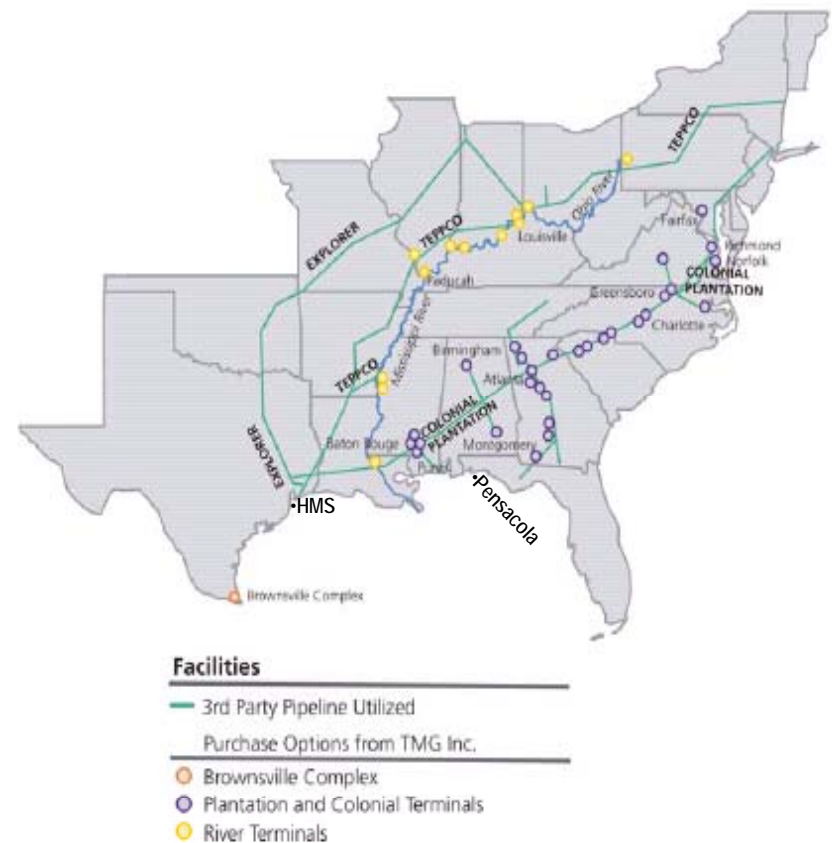 TEPPCO
Ohio River
Fairfax
EXPLORER
TEPPCO
Louisville
Richmond
Norfolk
COLONIAL
PLANTATION
Paducah
Greensboro
Charlotte
Mississippi River
Birmingham
TEPPCO
Atlanta
COLONIAL
PLANTATION
EXPLORER
Baton Rouge
Montgomery
Purvis
•HMS
•Pensacola
Brownsville Complex
Facilities
3rd Party Pipeline Utilized
Purchase Options from TMG Inc.
Brownsville Complex
Plantation and Colonial Terminals
River Terminals